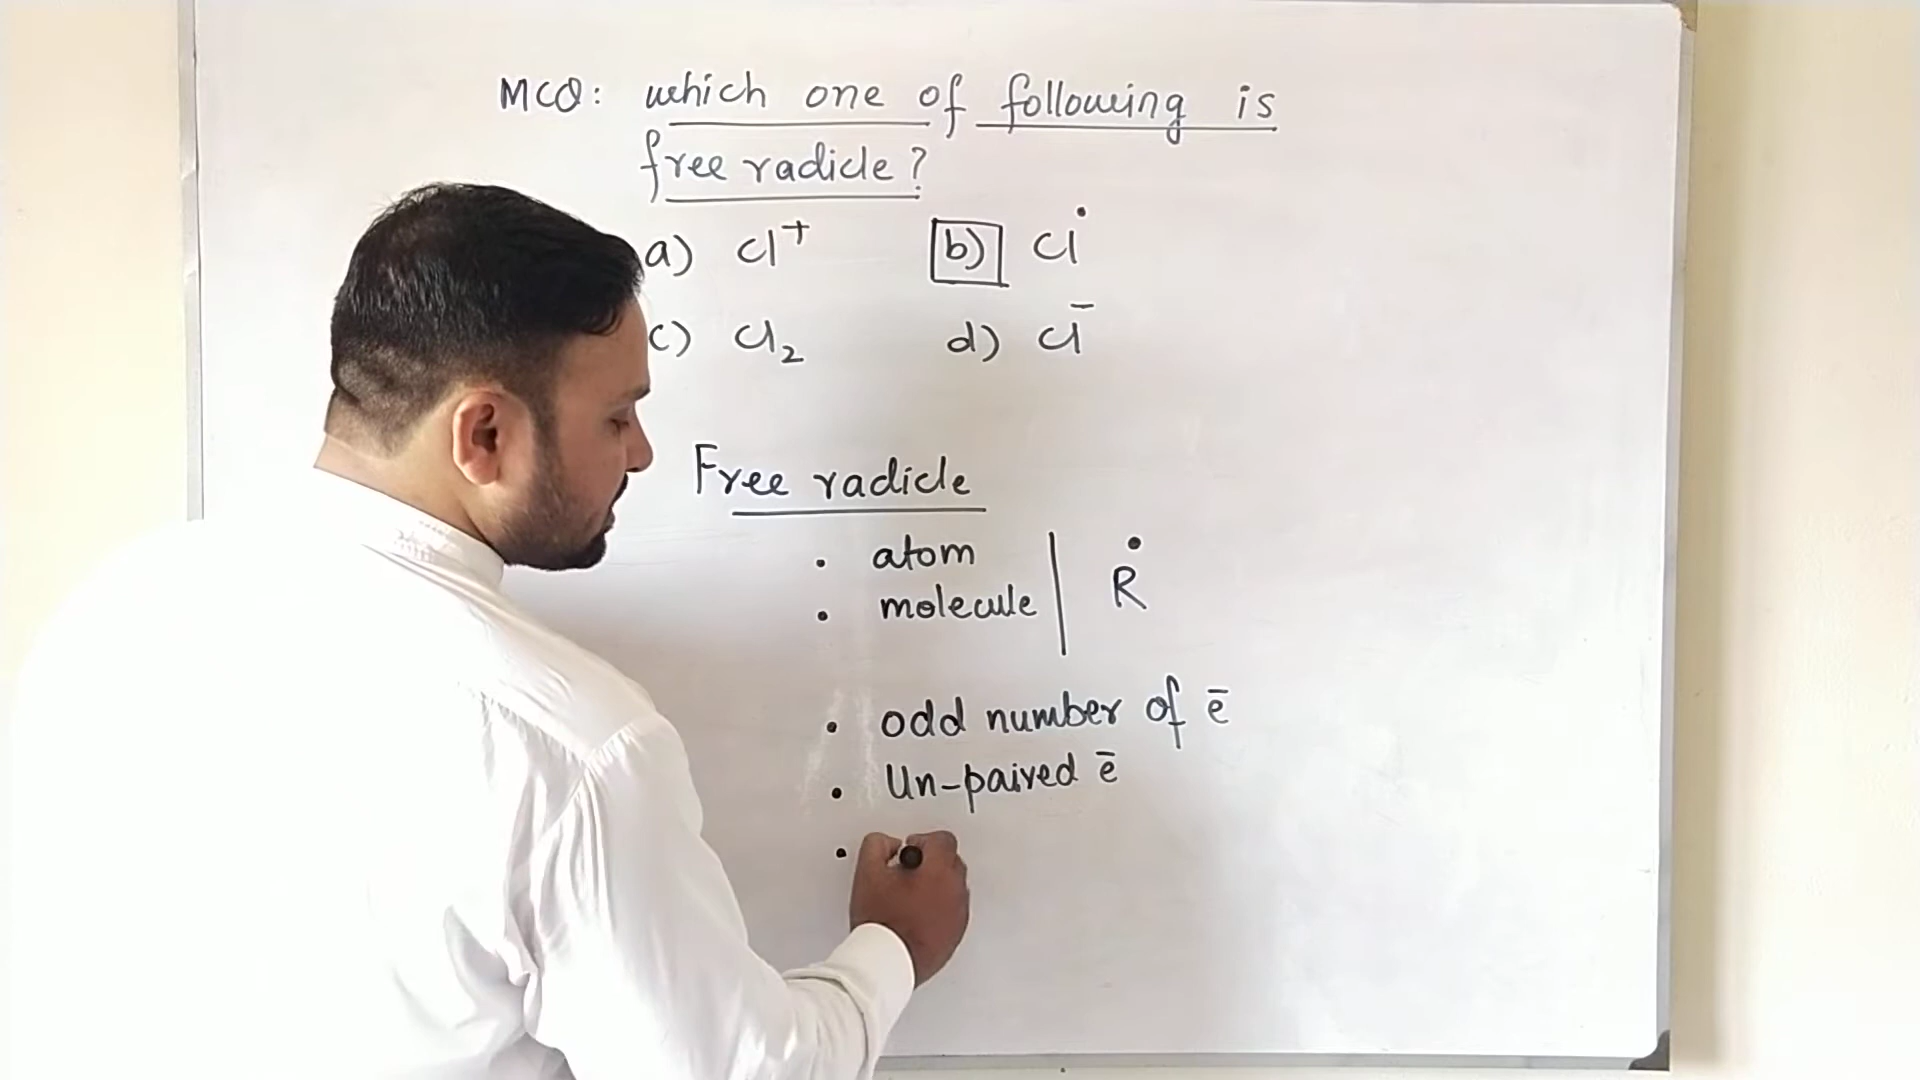 MCQ: which one of following is
free radicle?
a) Cl⁺ b) Cl•
c) Cl₂ d) Cl⁻
Free radicle
• atom
• molecule | Ṙ
• odd number of ē
• Un-paired ē
•